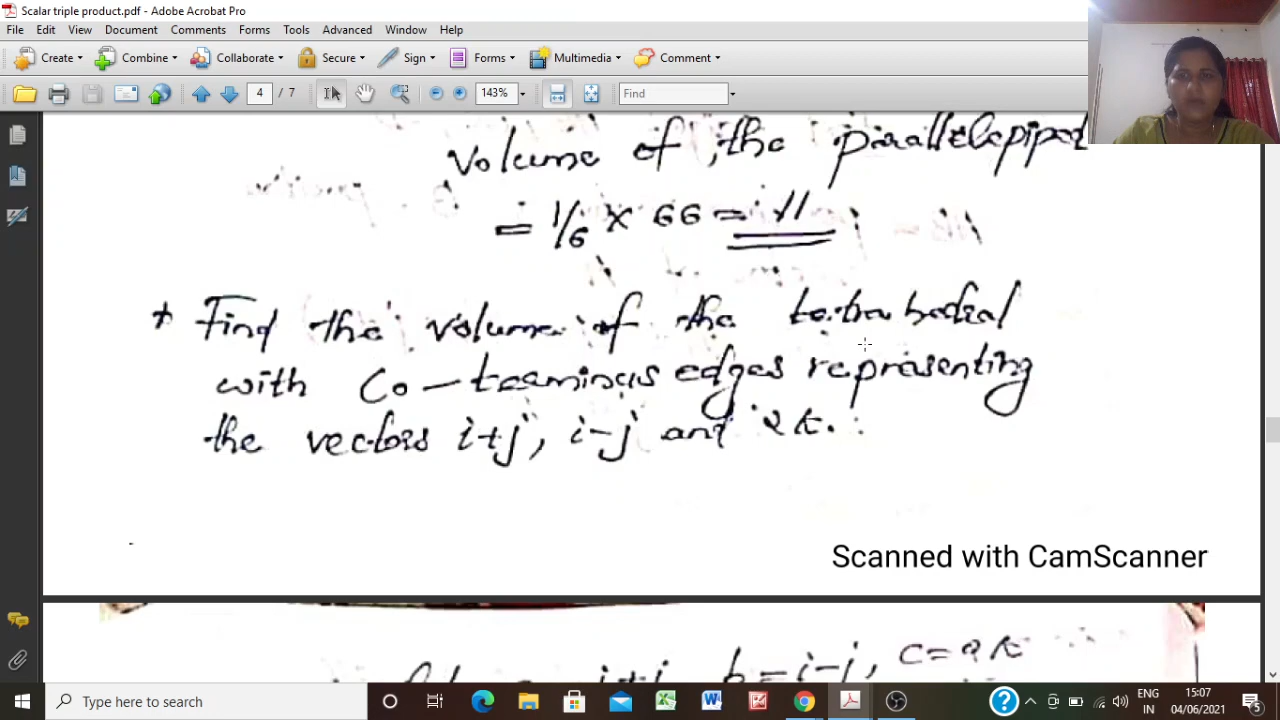 Scalar triple product.pdf - Adobe Acrobat Pro
File Edit View Document Comments Forms Tools Advanced Window Help
Create Combine Collaborate Secure Sign Forms Multimedia Comment
4 / 7 143% Find
volume of the parallelepiped
= 1/6 × 66 = 11
+ Find the volume of the tetrahedral
with Co-terminus edges representing
the vectors i+j, i-j and 2k.
Scanned with CamScanner
i+j, b=i-j, c=2k
Type here to search
ENG 15:07
IN 04/06/2021
5